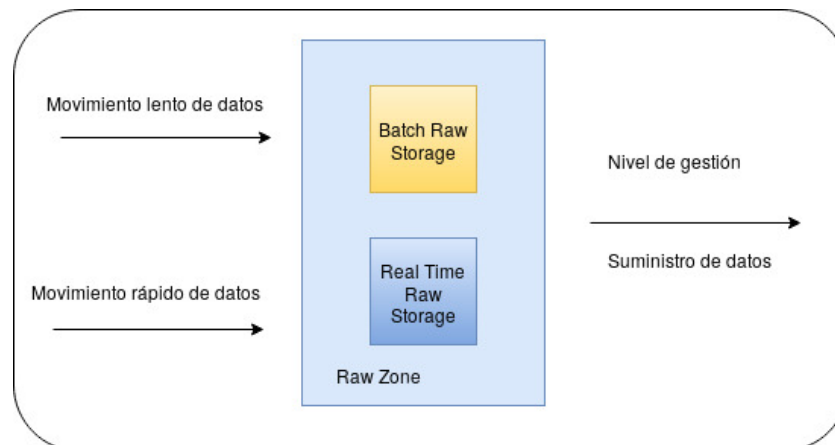 Movimiento lento de datos
Batch Raw
Storage
Nivel de gestión
Suministro de datos
Movimiento rápido de datos
Real Time
Raw
Storage
Raw Zone